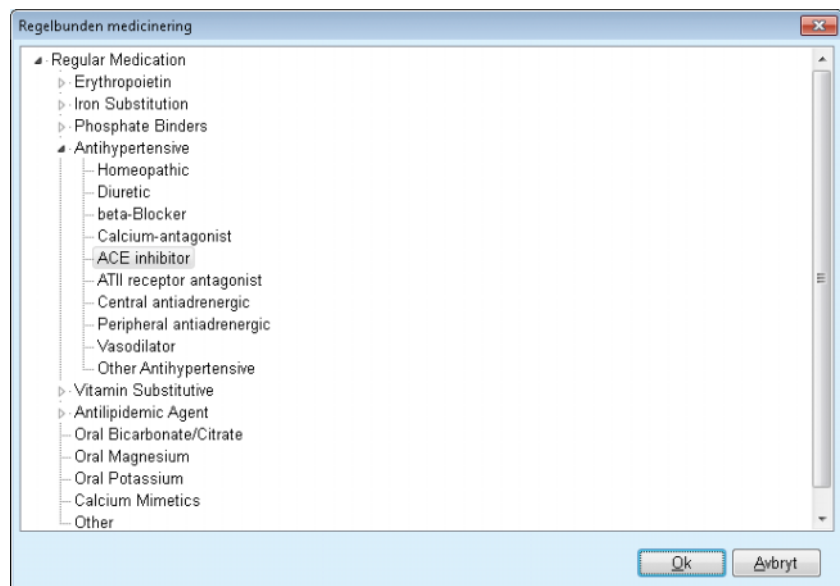 Regelbunden medicinering
Regular Medication
Erythropoietin
Iron Substitution
Phosphate Binders
Antihypertensive
Homeopathic
Diuretic
beta-Blocker
Calcium-antagonist
ACE inhibitor
ATII receptor antagonist
Central antiadrenergic
Peripheral antiadrenergic
Vasodilator
Other Antihypertensive
Vitamin Substitutive
Antilipidemic Agent
Oral Bicarbonate/Citrate
Oral Magnesium
Oral Potassium
Calcium Mimetics
Other
Ok Avbryt